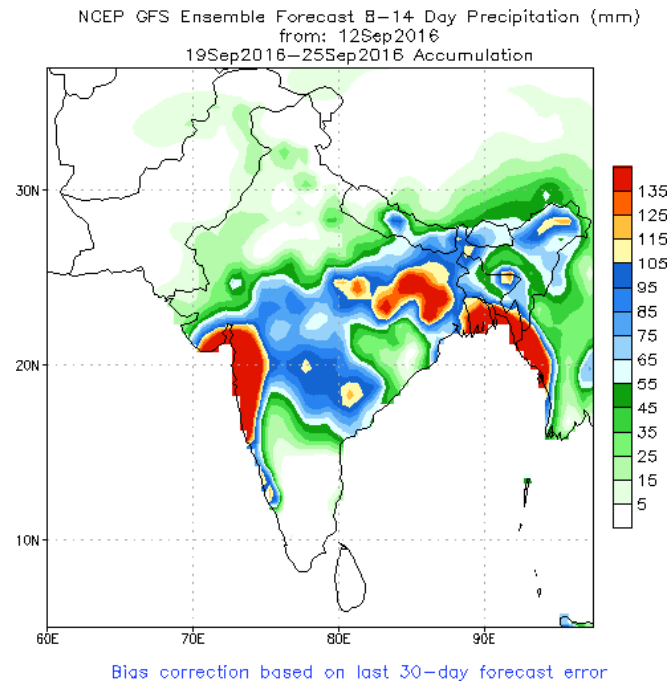 NCEP GFS Ensemble Forecast 8-14 Day Precipitation (mm)
from: 12Sep2016
19Sep2016-25Sep2016 Accumulation
30N
20N
10N
60E
70E
80E
90E
135
125
115
105
95
85
75
65
55
45
35
25
15
5
Bias correction based on last 30-day forecast error